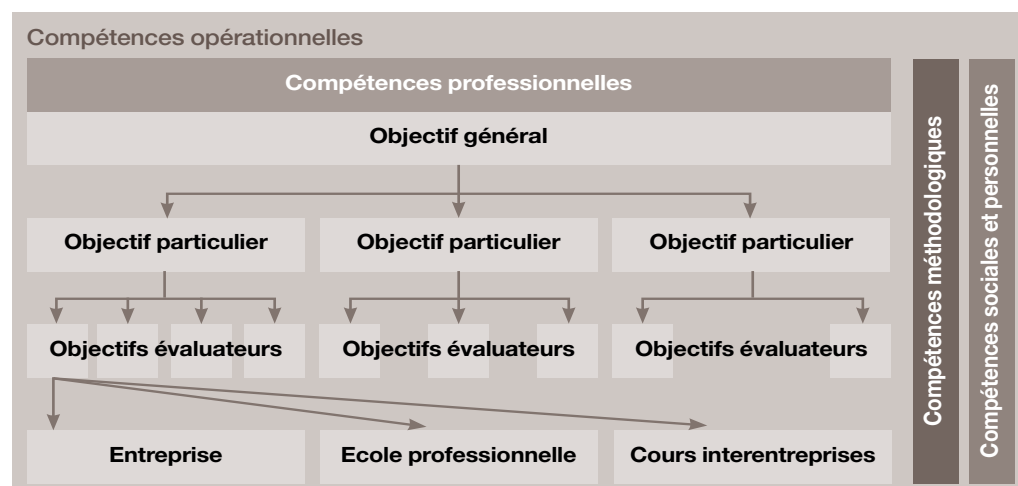 Compétences opérationnelles
Compétences professionnelles
Objectif général
Objectif particulier
Objectif particulier
Objectif particulier
Objectifs évaluateurs
Objectifs évaluateurs
Objectifs évaluateurs
Entreprise
Ecole professionnelle
Cours interentreprises
Compétences méthodologiques
Compétences sociales et personnelles